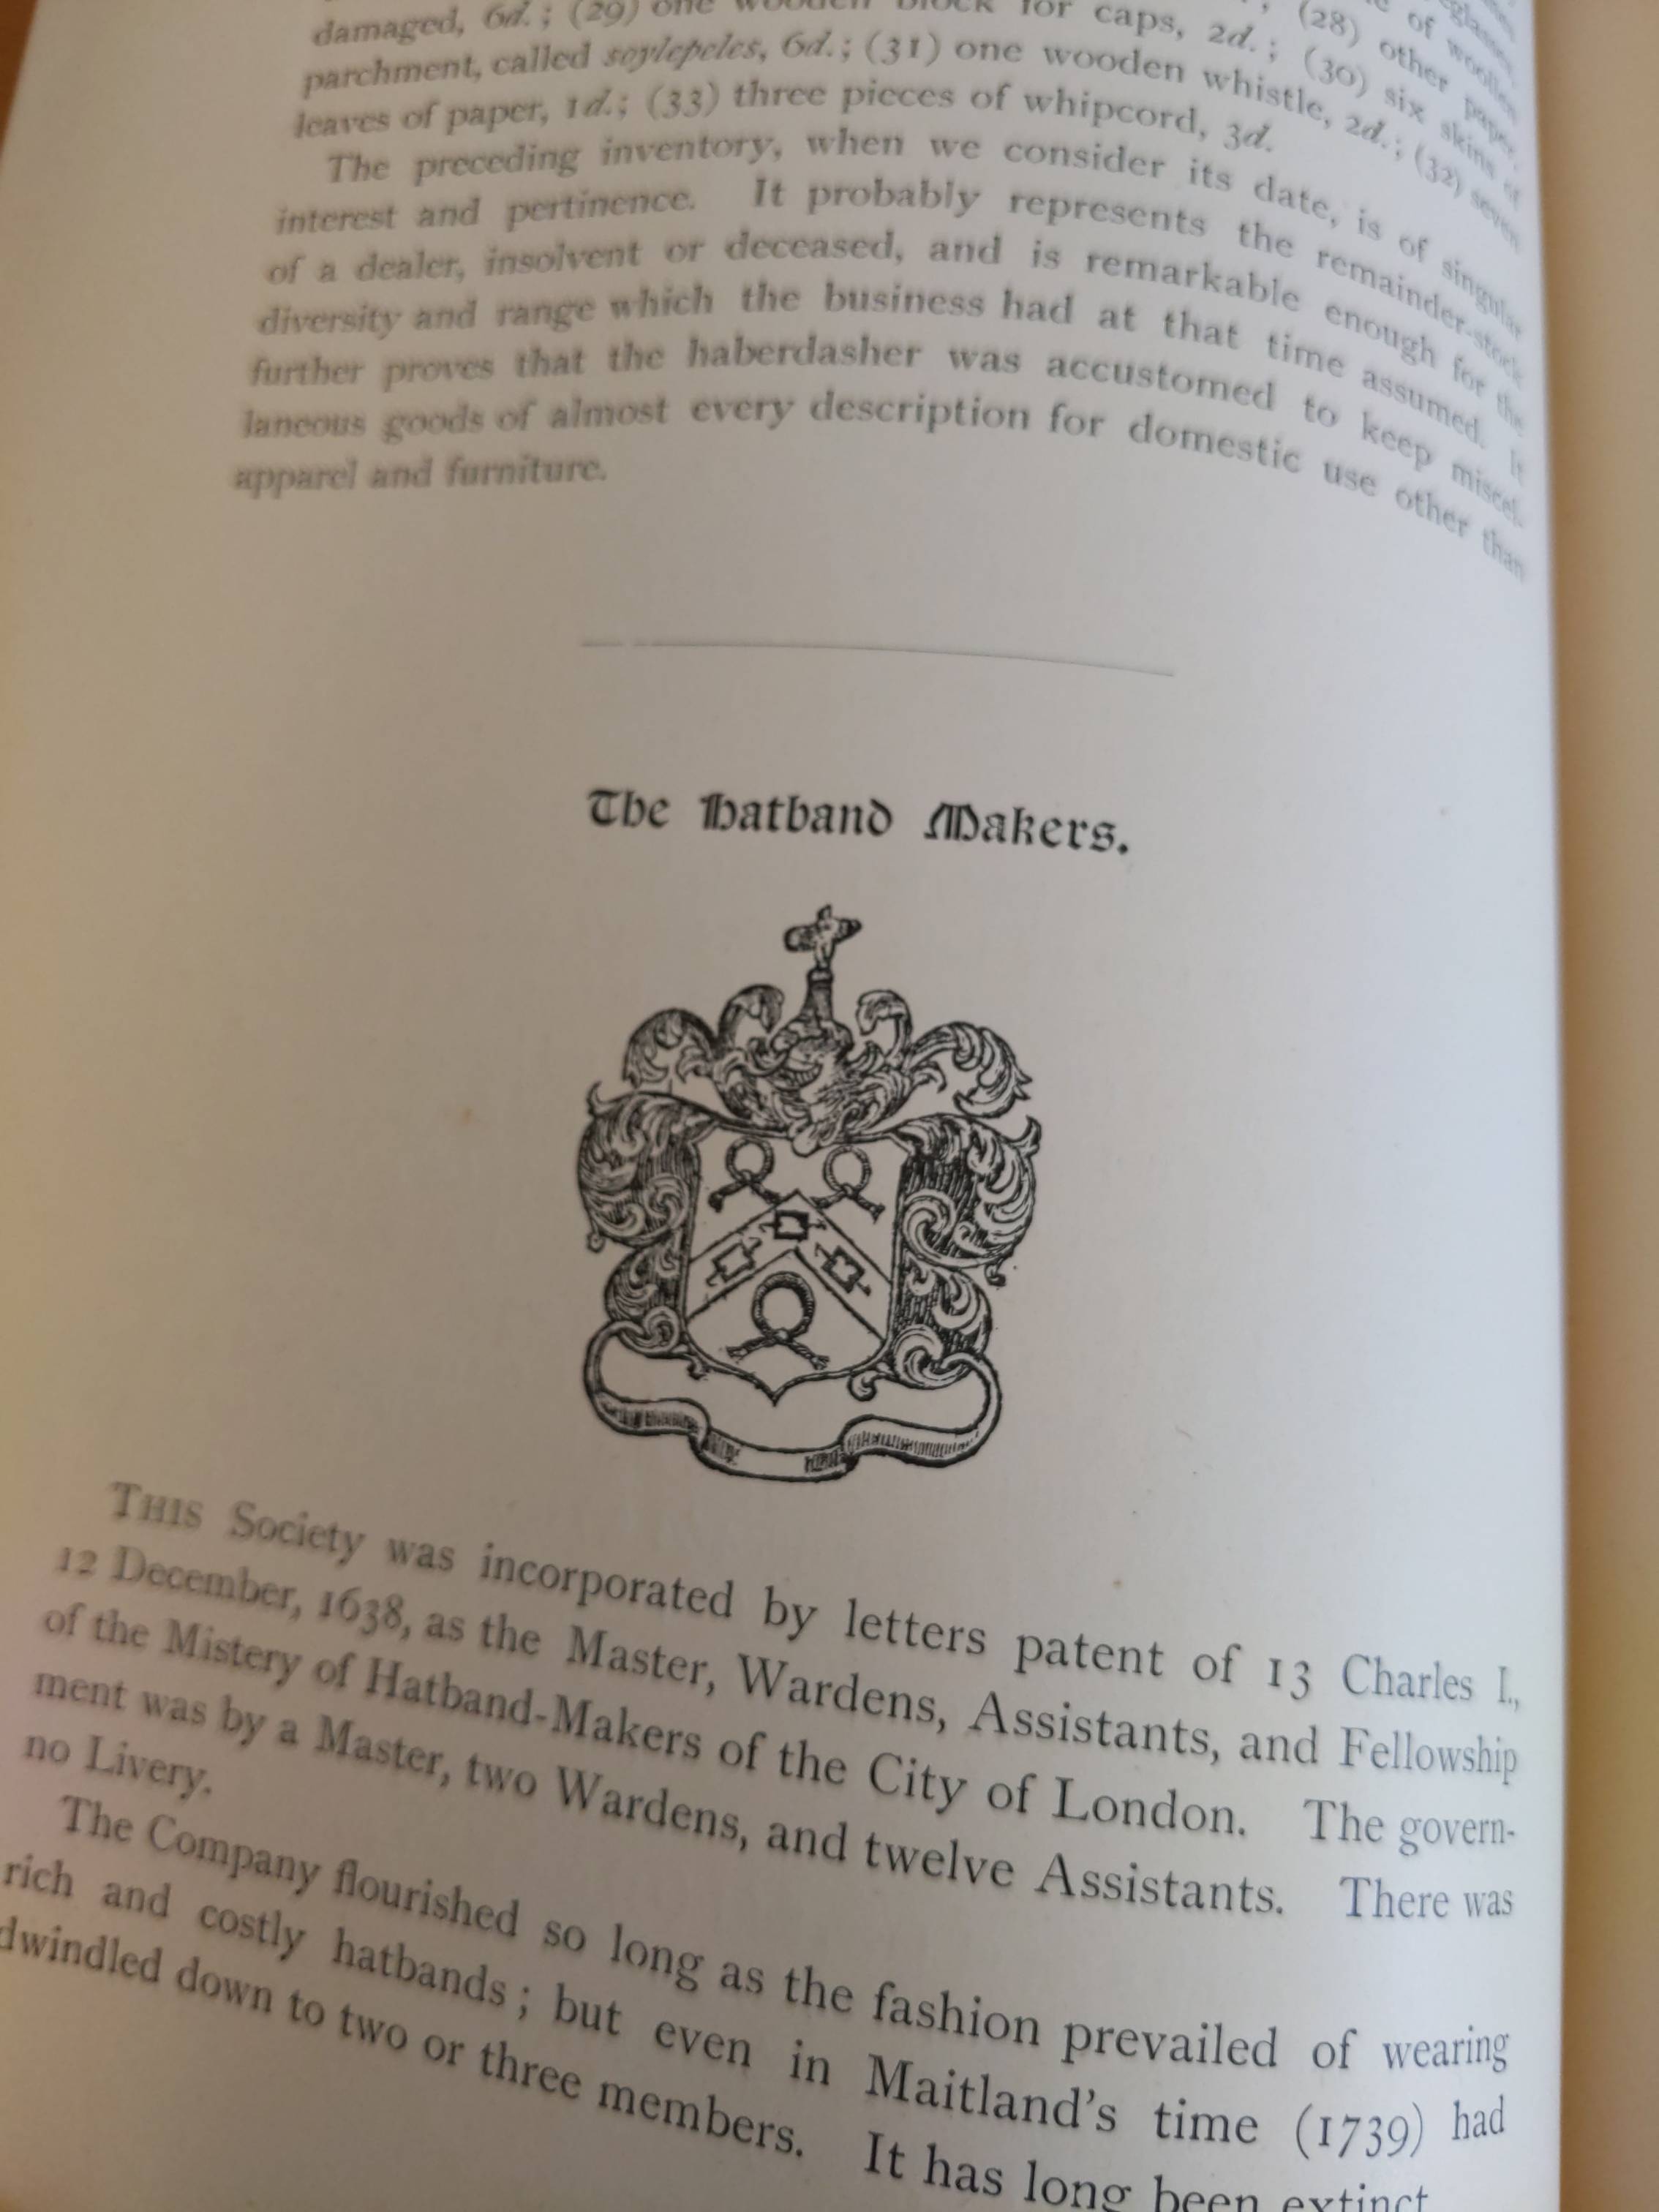 damaged, 6d.; (29) one wooden block for caps, 2d.; (30) six skins of
parchment, called soylepeles, 6d.; (31) one wooden whistle, 2d.; (32) seven
leaves of paper, 1d.; (33) three pieces of whipcord, 3d.
The preceding inventory, when we consider its date, is of singular
interest and pertinence. It probably represents the remainder-stock
of a dealer, insolvent or deceased, and is remarkable enough for the
diversity and range which the business had at that time assumed. It
further proves that the haberdasher was accustomed to keep miscel-
laneous goods of almost every description for domestic use other than
apparel and furniture.
The Hatband Makers.
THIS Society was incorporated by letters patent of 13 Charles I.,
12 December, 1638, as the Master, Wardens, Assistants, and Fellowship
of the Mistery of Hatband-Makers of the City of London. The govern-
ment was by a Master, two Wardens, and twelve Assistants. There was
no Livery.
The Company flourished so long as the fashion prevailed of wearing
rich and costly hatbands; but even in Maitland's time (1739) had
dwindled down to two or three members. It has long been extinct